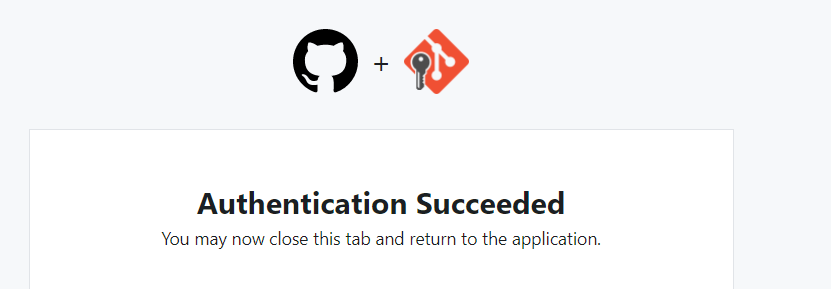 +
Authentication Succeeded
You may now close this tab and return to the application.